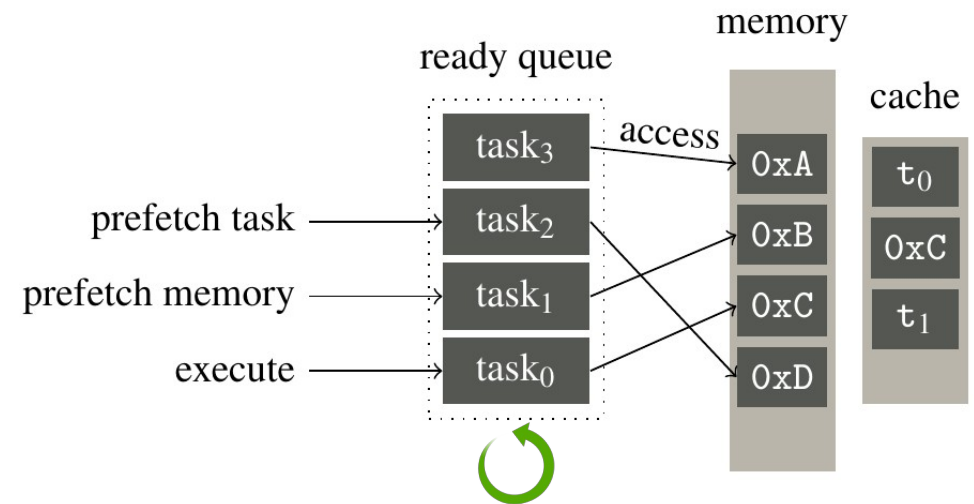 memory
ready queue
cache
task₃
access
0xA
t₀
prefetch task
task₂
0xB
0xC
prefetch memory
task₁
0xC
t₁
execute
task₀
0xD